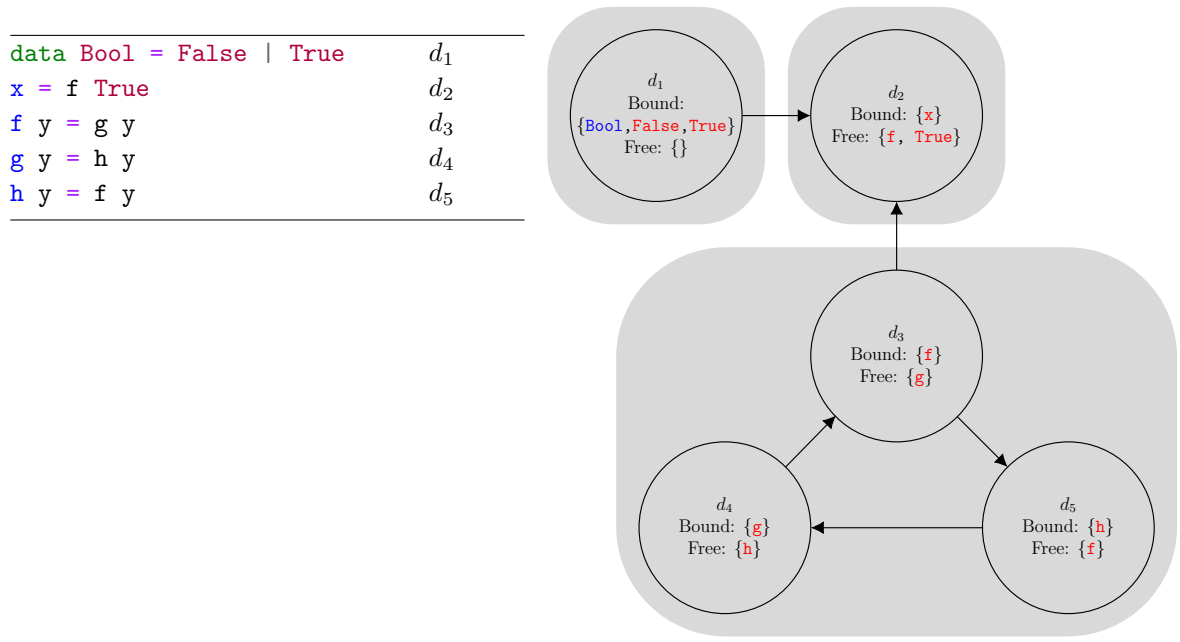 data Bool = False | True d₁
x = f True d₂
f y = g y d₃
g y = h y d₄
h y = f y d₅
d₁
Bound:
{Bool,False,True}
Free: {}
d₂
Bound: {x}
Free: {f, True}
d₃
Bound: {f}
Free: {g}
d₄
Bound: {g}
Free: {h}
d₅
Bound: {h}
Free: {f}